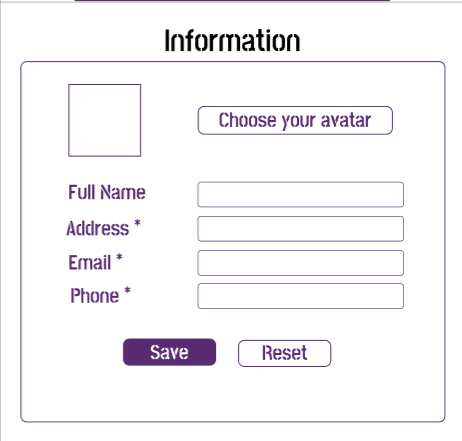 Information
Choose your avatar
Full Name
Address *
Email *
Phone *
Save Reset